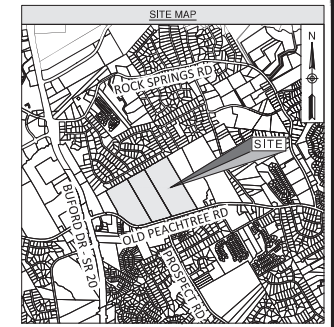 SITE MAP
N
ROCK SPRINGS RD
SITE
BUFORD DR - SR 20
OLD PEACHTREE RD
PROSPECT RD